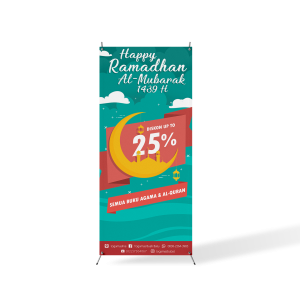 Happy
Ramadhan
Al-Mubarak
1439 H
DISKON UP TO
25%
SEMUA BUKU AGAMA & AL-QURAN